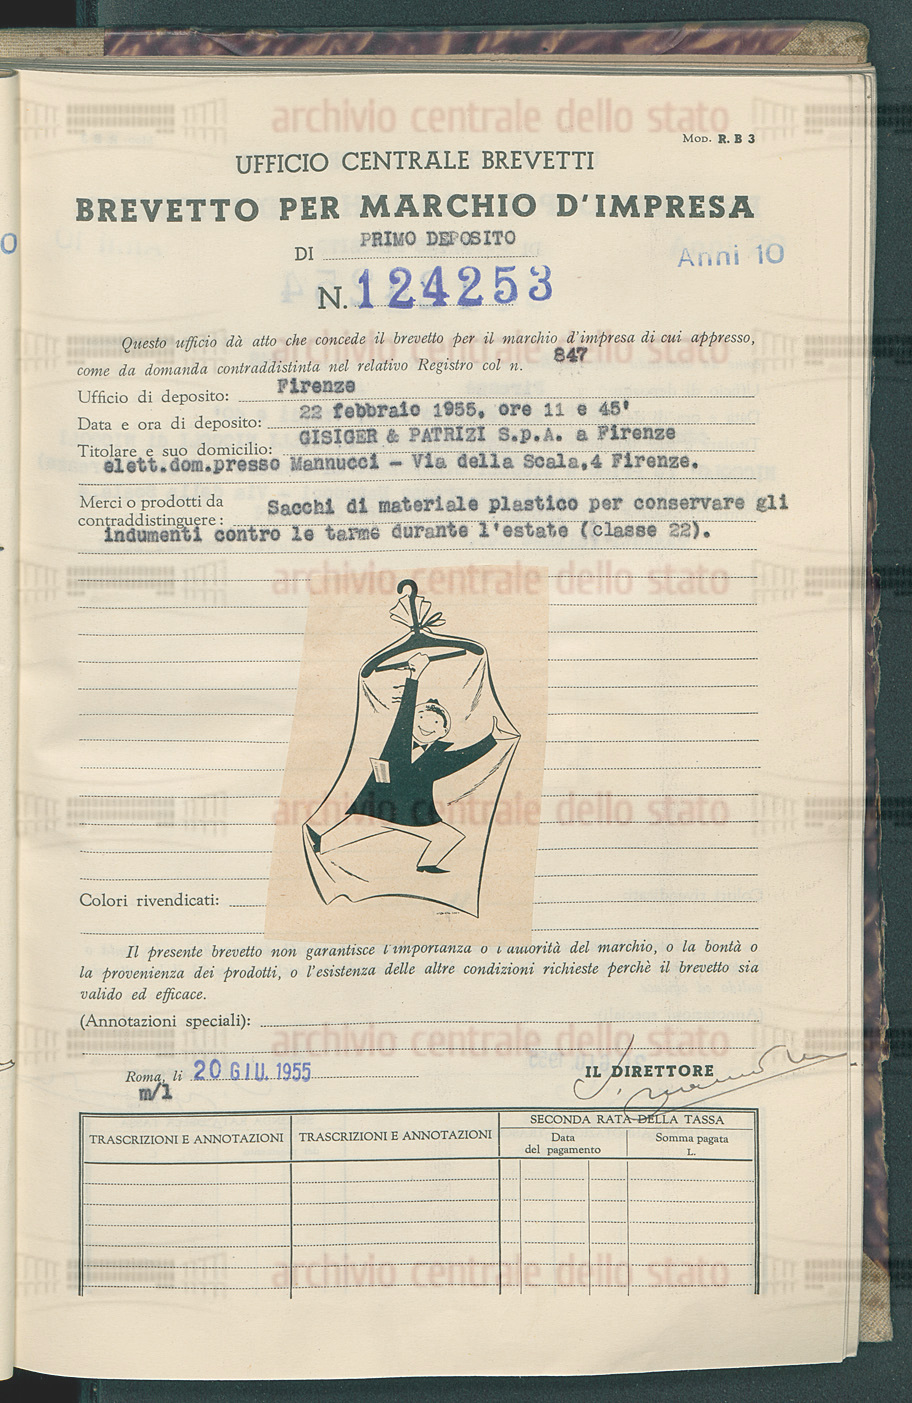 archivio centrale dello stato
Mod. R. B 3
UFFICIO CENTRALE BREVETTI
BREVETTO PER MARCHIO D'IMPRESA
DI PRIMO DEPOSITO
Anni 10
N. 124253
Questo ufficio dà atto che concede il brevetto per il marchio d'impresa di cui appresso,
come da domanda contraddistinta nel relativo Registro col n. 847
Ufficio di deposito: Firenze
Data e ora di deposito: 22 febbraio 1955, ore 11 e 45'
Titolare e suo domicilio: GISIGER & PATRIZI S.p.A. a Firenze
elett.dom.presso Mannucci - Via della Scala,4 Firenze.
Merci o prodotti da
contraddistinguere: Sacchi di materiale plastico per conservare gli
indumenti contro le tarme durante l'estate (classe 22).
archivio centrale dello stato
archivio centrale dello stato
Colori rivendicati:
Il presente brevetto non garantisce l'importanza o l'autorità del marchio, o la bontà o
la provenienza dei prodotti, o l'esistenza delle altre condizioni richieste perchè il brevetto sia
valido ed efficace.
(Annotazioni speciali):
archivio centrale dello stato
Roma, li 20 GIU. 1955
m/l
IL DIRETTORE
TRASCRIZIONI E ANNOTAZIONI
TRASCRIZIONI E ANNOTAZIONI
SECONDA RATA DELLA TASSA
Data
del pagamento
Somma pagata
L.
archivio centrale dello stato